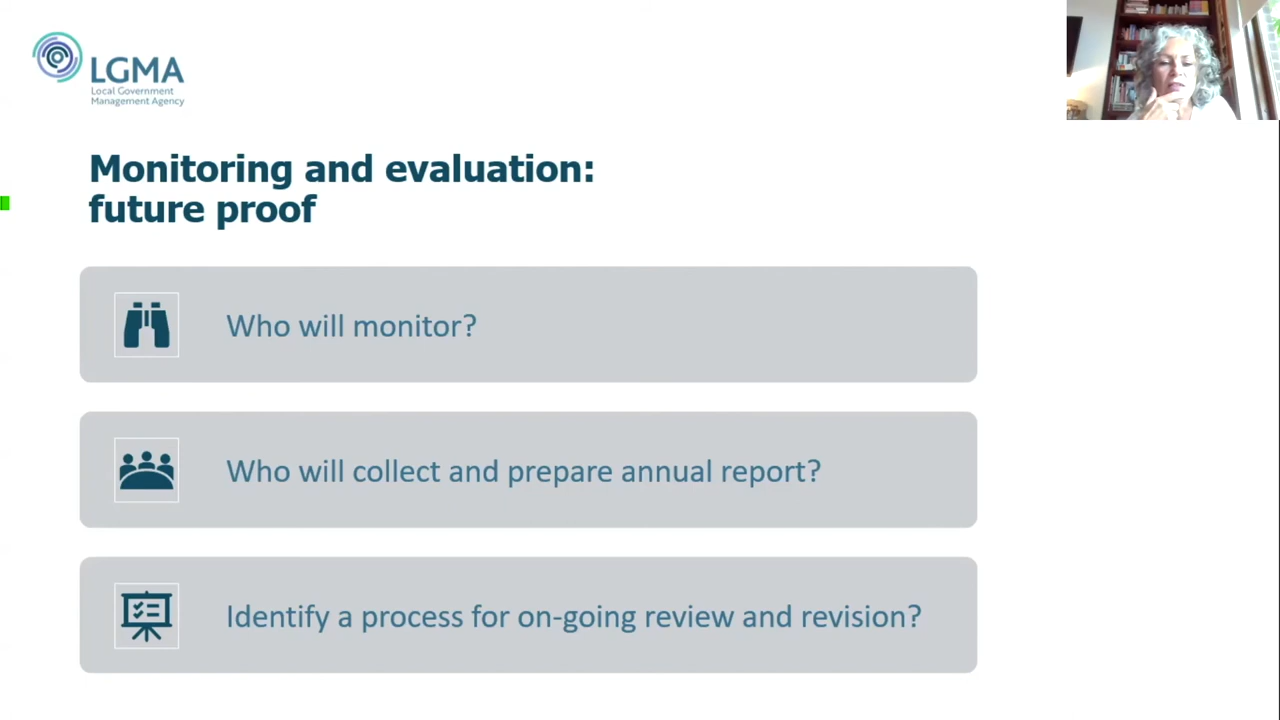 LGMA
Local Government
Management Agency
Monitoring and evaluation:
future proof
Who will monitor?
Who will collect and prepare annual report?
Identify a process for on-going review and revision?